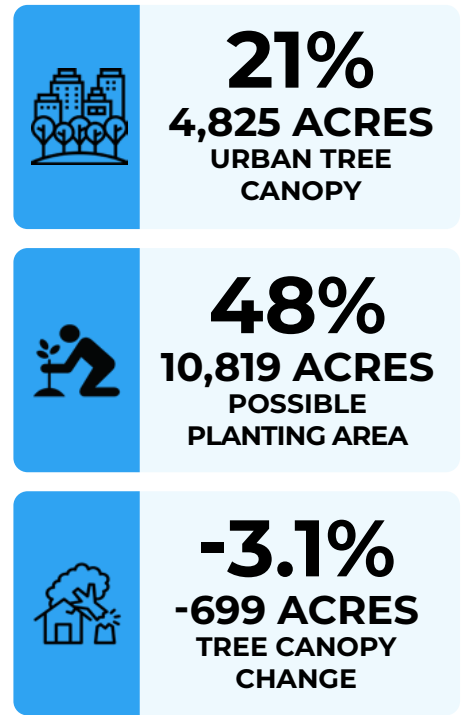 21%
4,825 ACRES
URBAN TREE
CANOPY
48%
10,819 ACRES
POSSIBLE
PLANTING AREA
-3.1%
-699 ACRES
TREE CANOPY
CHANGE